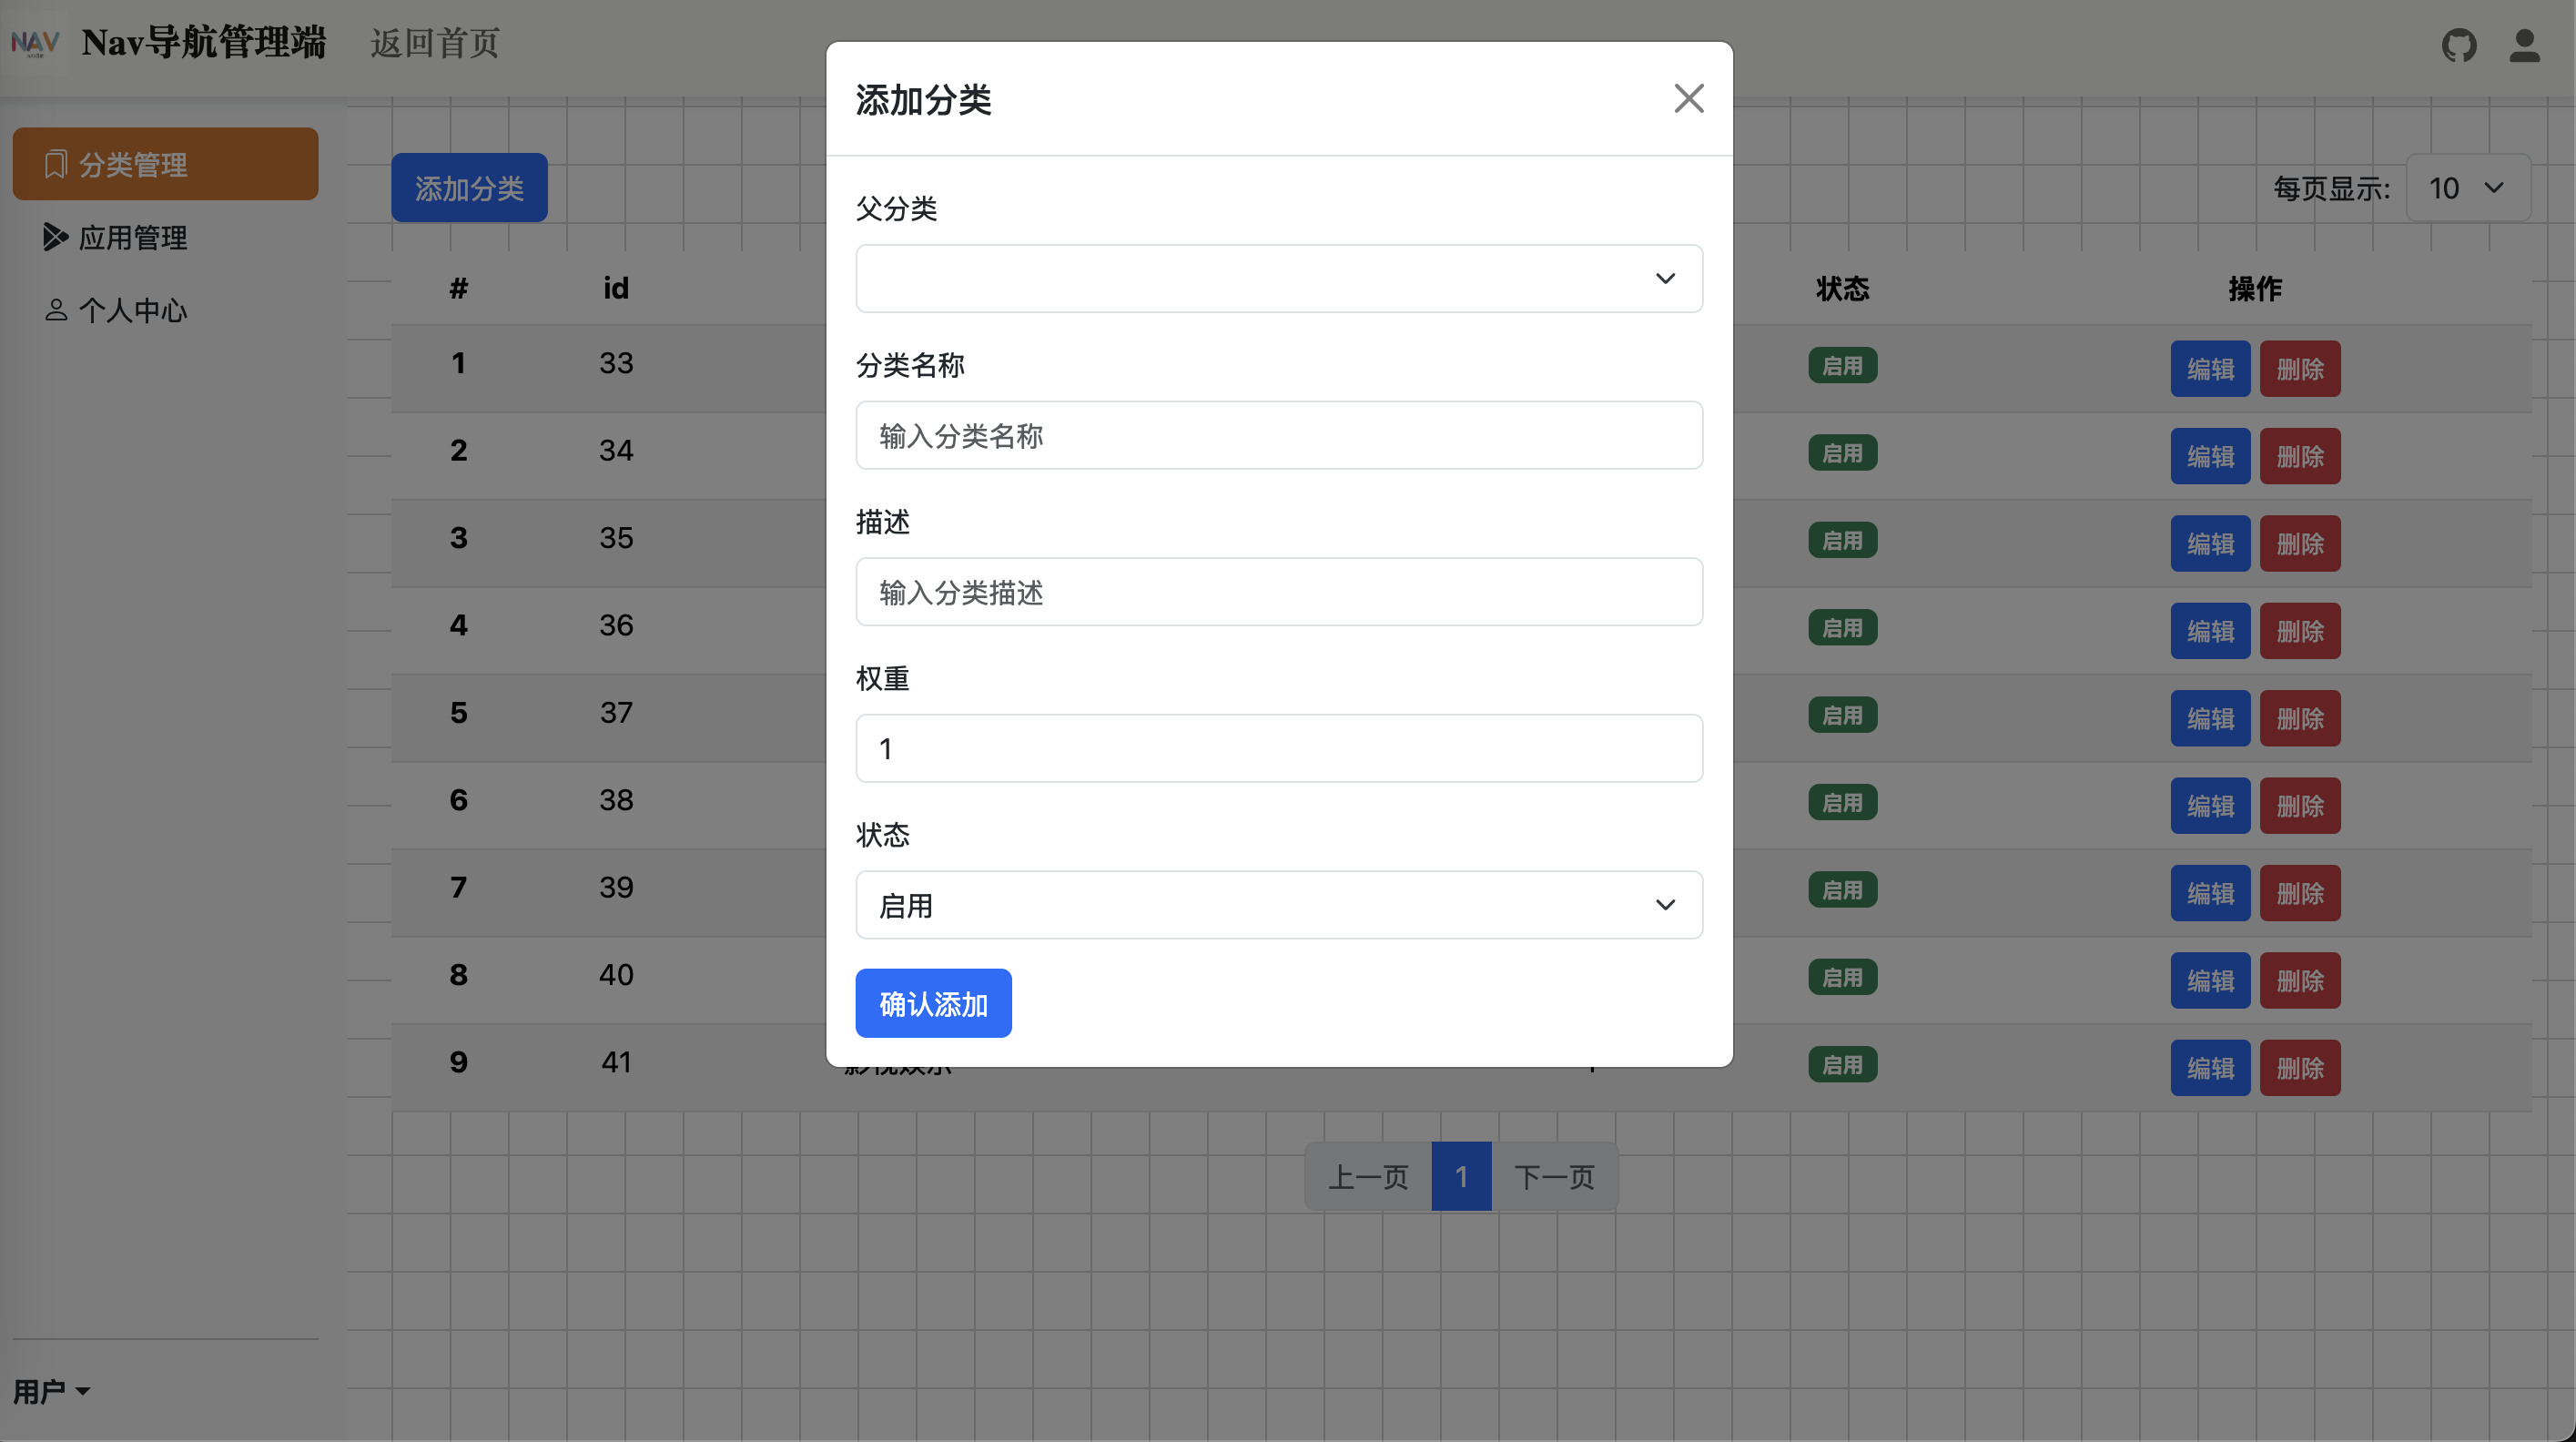 NAV Nav导航管理端 返回首页
分类管理
应用管理
个人中心
用户
添加分类
每页显示: 10
# id 状态 操作
1 33 启用 编辑 删除
2 34 启用 编辑 删除
3 35 启用 编辑 删除
4 36 启用 编辑 删除
5 37 启用 编辑 删除
6 38 启用 编辑 删除
7 39 启用 编辑 删除
8 40 启用 编辑 删除
9 41 影视娱乐 启用 编辑 删除
上一页 1 下一页
添加分类
父分类
分类名称
输入分类名称
描述
输入分类描述
权重
1
状态
启用
确认添加